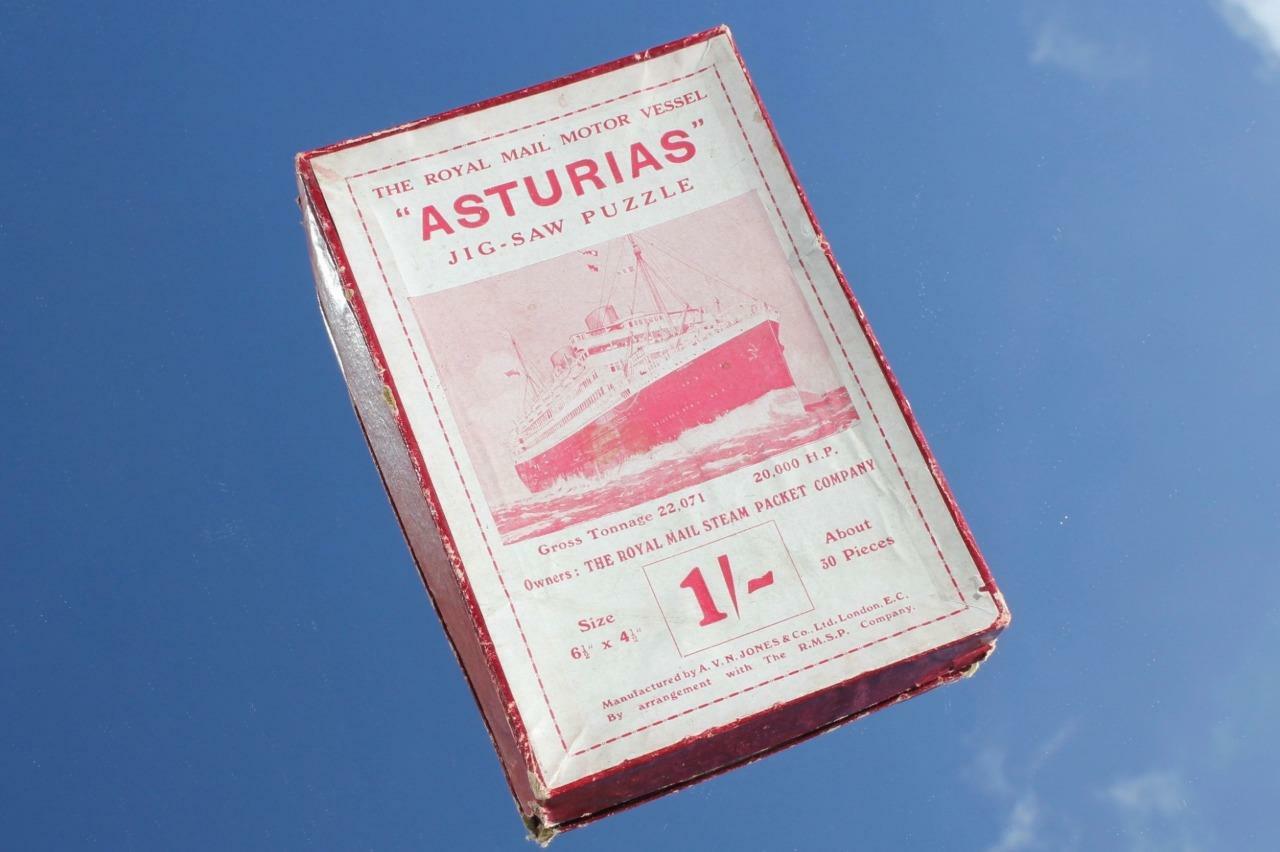 THE ROYAL MAIL MOTOR VESSEL
"ASTURIAS"
JIG-SAW PUZZLE
Gross Tonnage 22,071 20,000 H.P.
Owners: THE ROYAL MAIL STEAM PACKET COMPANY
Size
6½" x 4½"
1/-
About
30 Pieces
Manufactured by A. V. N. JONES & Co., Ltd. London, E.C.
By arrangement with The R.M.S.P. Company.